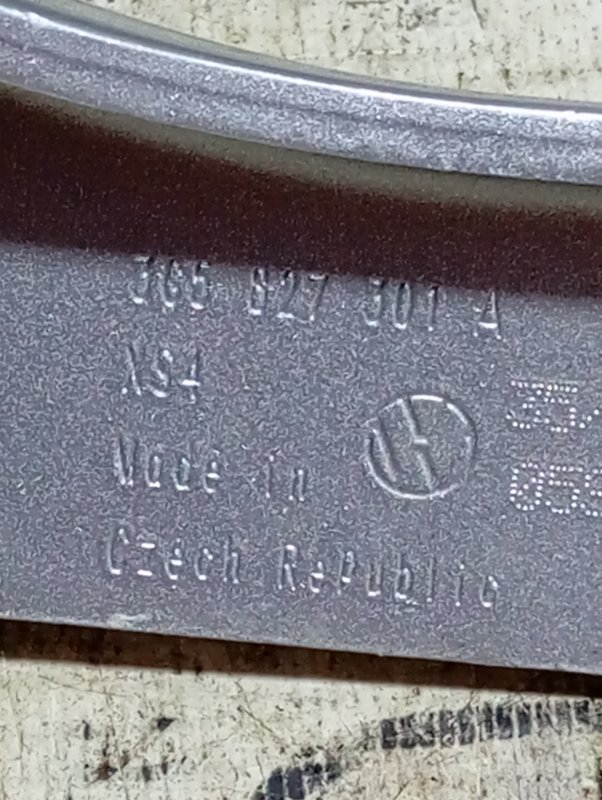 3G5 827 301 A
XS4
Made in
Czech Republic